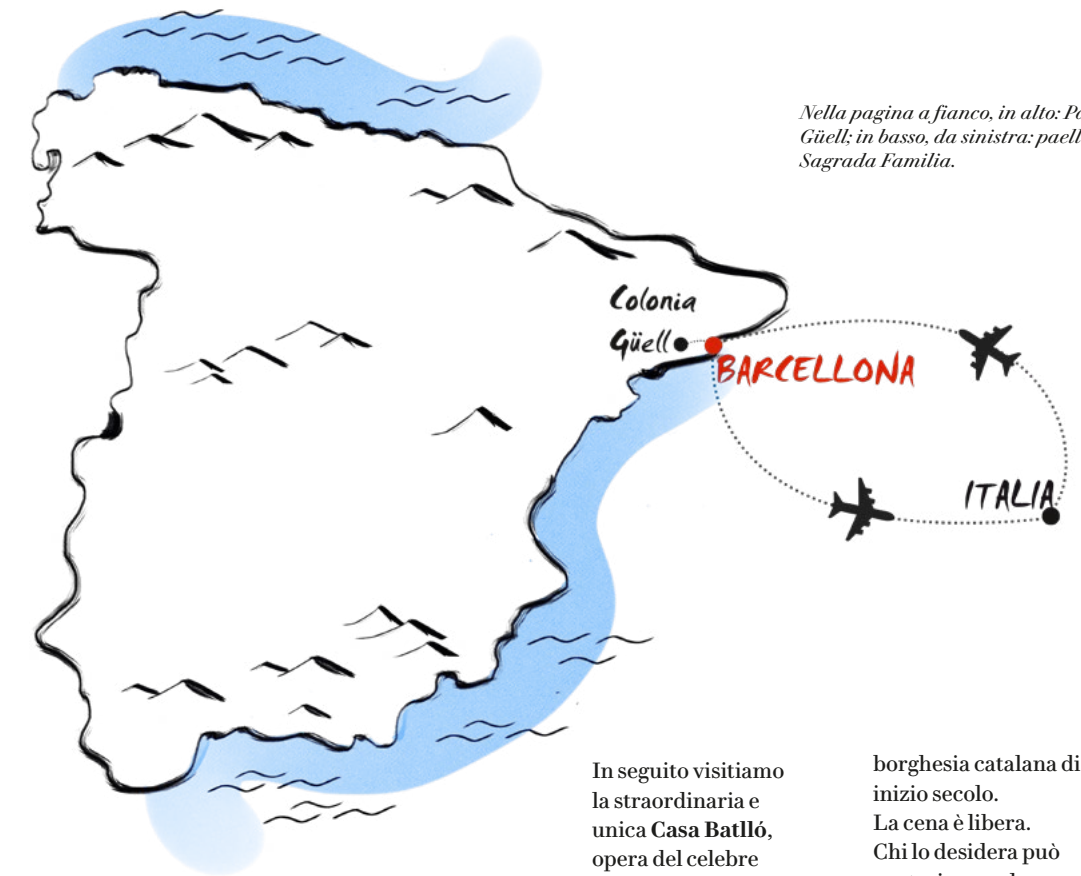 Nella pagina a fianco, in alto:
Güell; in basso, da sinistra:
Sagrada Familia.
Colonia
Güell
BARCELLONA
ITALIA
In seguito visitiamo
la straordinaria e
unica Casa Batlló,
opera del celebre
borghesia catalana di
inizio secolo.
La cena è libera.
Chi lo desidera può